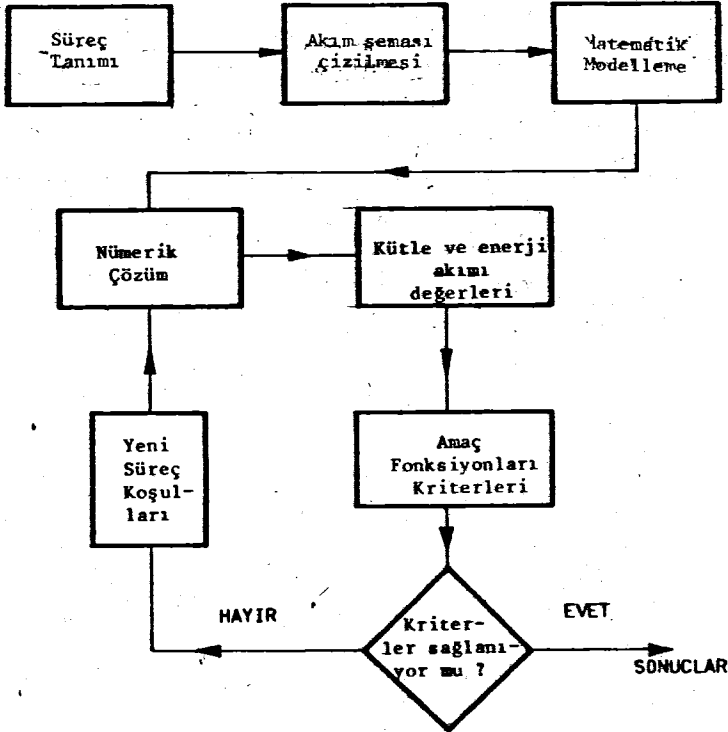 Süreç
Tanımı
Akım şeması
çizilmesi
Matematik
Modelleme
Nümerik
Çözüm
Kütle ve enerji
akımı
değerleri
Yeni
Süreç
Koşul-
ları
Amaç
Fonksiyonları
Kriterleri
HAYIR
Kriter-
ler sağlanı-
yor mu ?
EVET
SONUCLAR